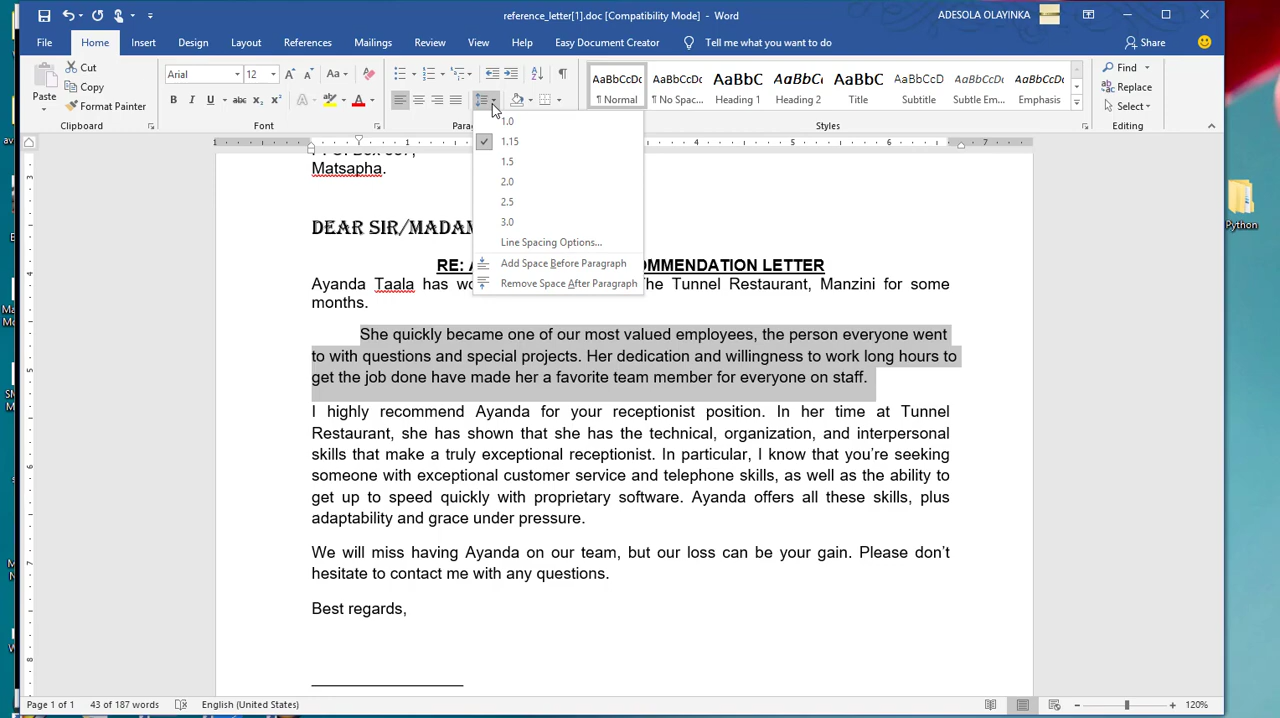 reference_letter[1].doc [Compatibility Mode] - Word
ADESOLA OLAYINKA
File Home Insert Design Layout References Mailings Review View Help Easy Document Creator Tell me what you want to do Share
Paste
Cut
Copy
Format Painter
Arial 12 Aa
B I U abc A
AaBbCcDc AaBbCcDc AaBbC AaBbC AaBbC AaBbCcD AaBbCcDc AaBbCcDc
¶ Normal ¶ No Spac... Heading 1 Heading 2 Title Subtitle Subtle Em... Emphasis
Find
Replace
Select
Font Styles Editing
1.0
1.15
1.5
2.0
2.5
3.0
Line Spacing Options...
Add Space Before Paragraph
Remove Space After Paragraph
1 4 5 6 7
Matsapha.
DEAR SIR/MADAM
RE:
MMENDATION LETTER
Ayanda Taala has The Tunnel Restaurant, Manzini for some
months.
She quickly became one of our most valued employees, the person everyone went
to with questions and special projects. Her dedication and willingness to work long hours to
get the job done have made her a favorite team member for everyone on staff.
I highly recommend Ayanda for your receptionist position. In her time at Tunnel
Restaurant, she has shown that she has the technical, organization, and interpersonal
skills that make a truly exceptional receptionist. In particular, I know that you're seeking
someone with exceptional customer service and telephone skills, as well as the ability to
get up to speed quickly with proprietary software. Ayanda offers all these skills, plus
adaptability and grace under pressure.
We will miss having Ayanda on our team, but our loss can be your gain. Please don't
hesitate to contact me with any questions.
Best regards,
Page 1 of 1 43 of 187 words English (United States) 120%
Python